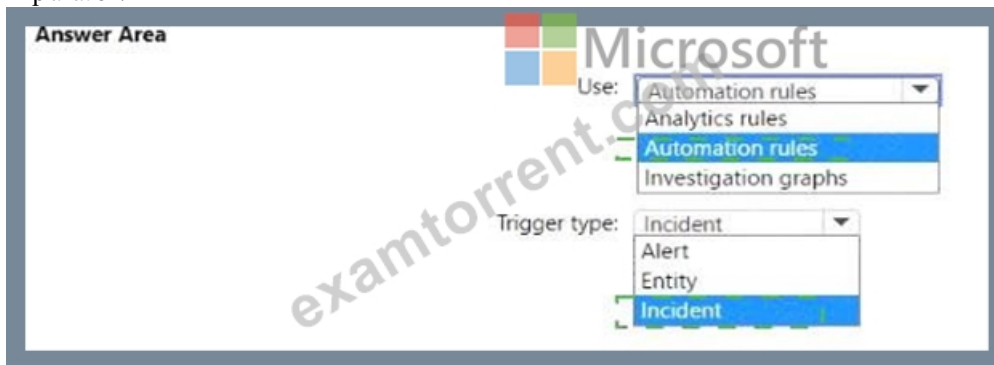 Answer Area
Microsoft
Use:
Automation rules
Analytics rules
Automation rules
Investigation graphs
Trigger type:
Incident
Alert
Entity
Incident
examtorrent.com